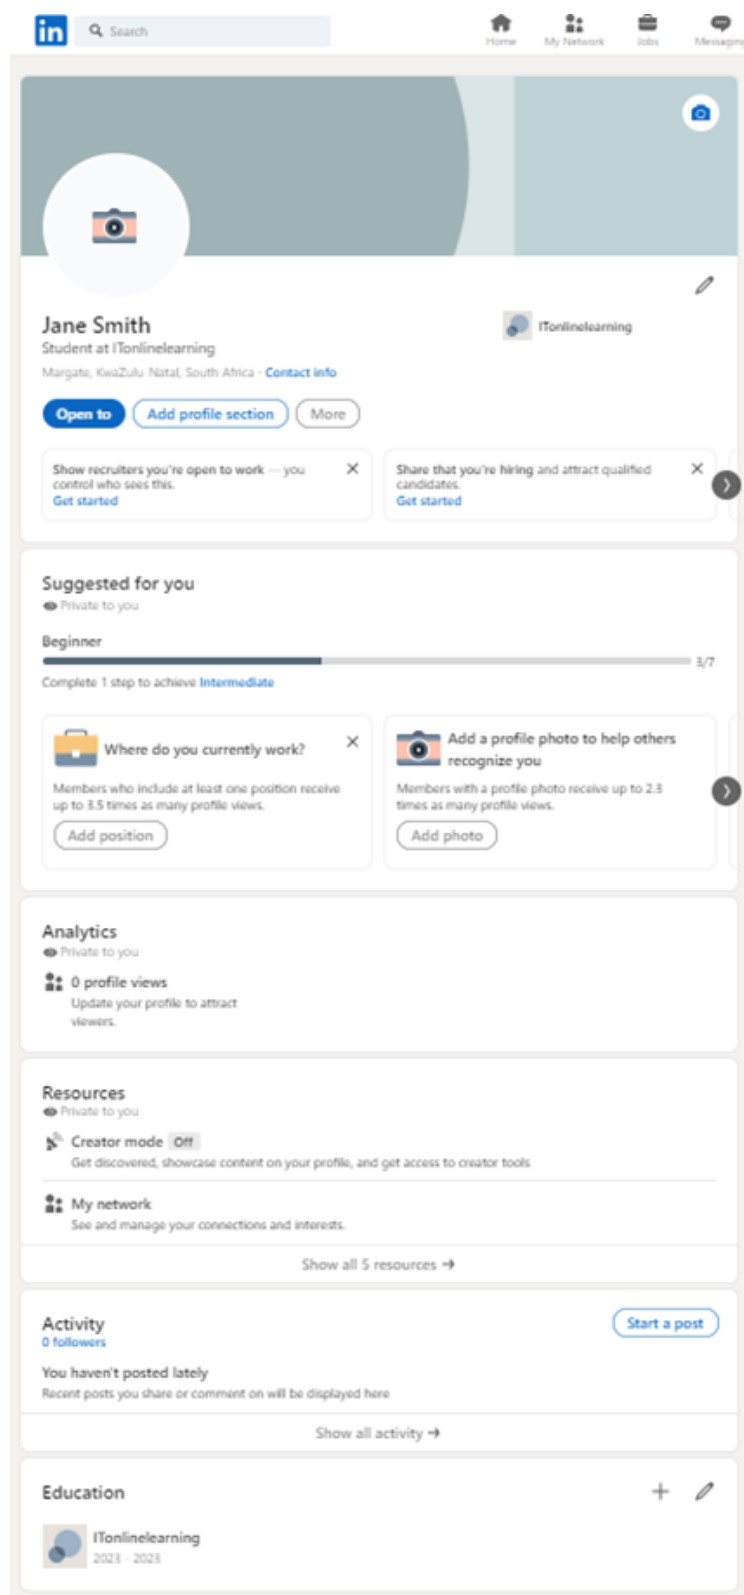 in
Search
Home
My Network
Jobs
Messaging
Jane Smith
ITonlinelearning
Student at ITonlinelearning
Margate, KwaZulu-Natal, South Africa · Contact info
Open to
Add profile section
More
Show recruiters you're open to work — you
control who sees this.
Get started
Share that you're hiring and attract qualified
candidates.
Get started
Suggested for you
Private to you
Beginner
3/7
Complete 1 step to achieve Intermediate
Where do you currently work?
Members who include at least one position receive
up to 3.5 times as many profile views.
Add position
Add a profile photo to help others
recognize you
Members with a profile photo receive up to 2.3
times as many profile views.
Add photo
Analytics
Private to you
0 profile views
Update your profile to attract
viewers.
Resources
Private to you
Creator mode Off
Get discovered, showcase content on your profile, and get access to creator tools
My network
See and manage your connections and interests.
Show all 5 resources →
Activity
0 followers
Start a post
You haven't posted lately
Recent posts you share or comment on will be displayed here
Show all activity →
Education
ITonlinelearning
2023 - 2023